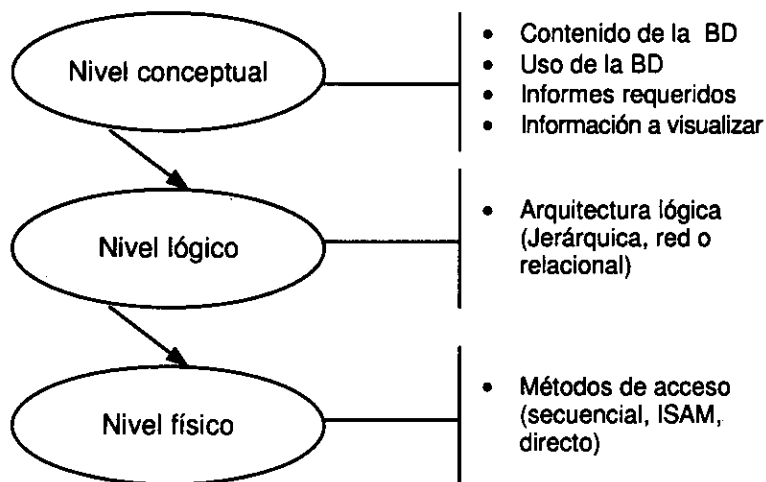 Nivel conceptual
• Contenido de la BD
• Uso de la BD
• Informes requeridos
• Información a visualizar
Nivel lógico
• Arquitectura lógica
(Jerárquica, red o
relacional)
Nivel físico
• Métodos de acceso
(secuencial, ISAM,
directo)